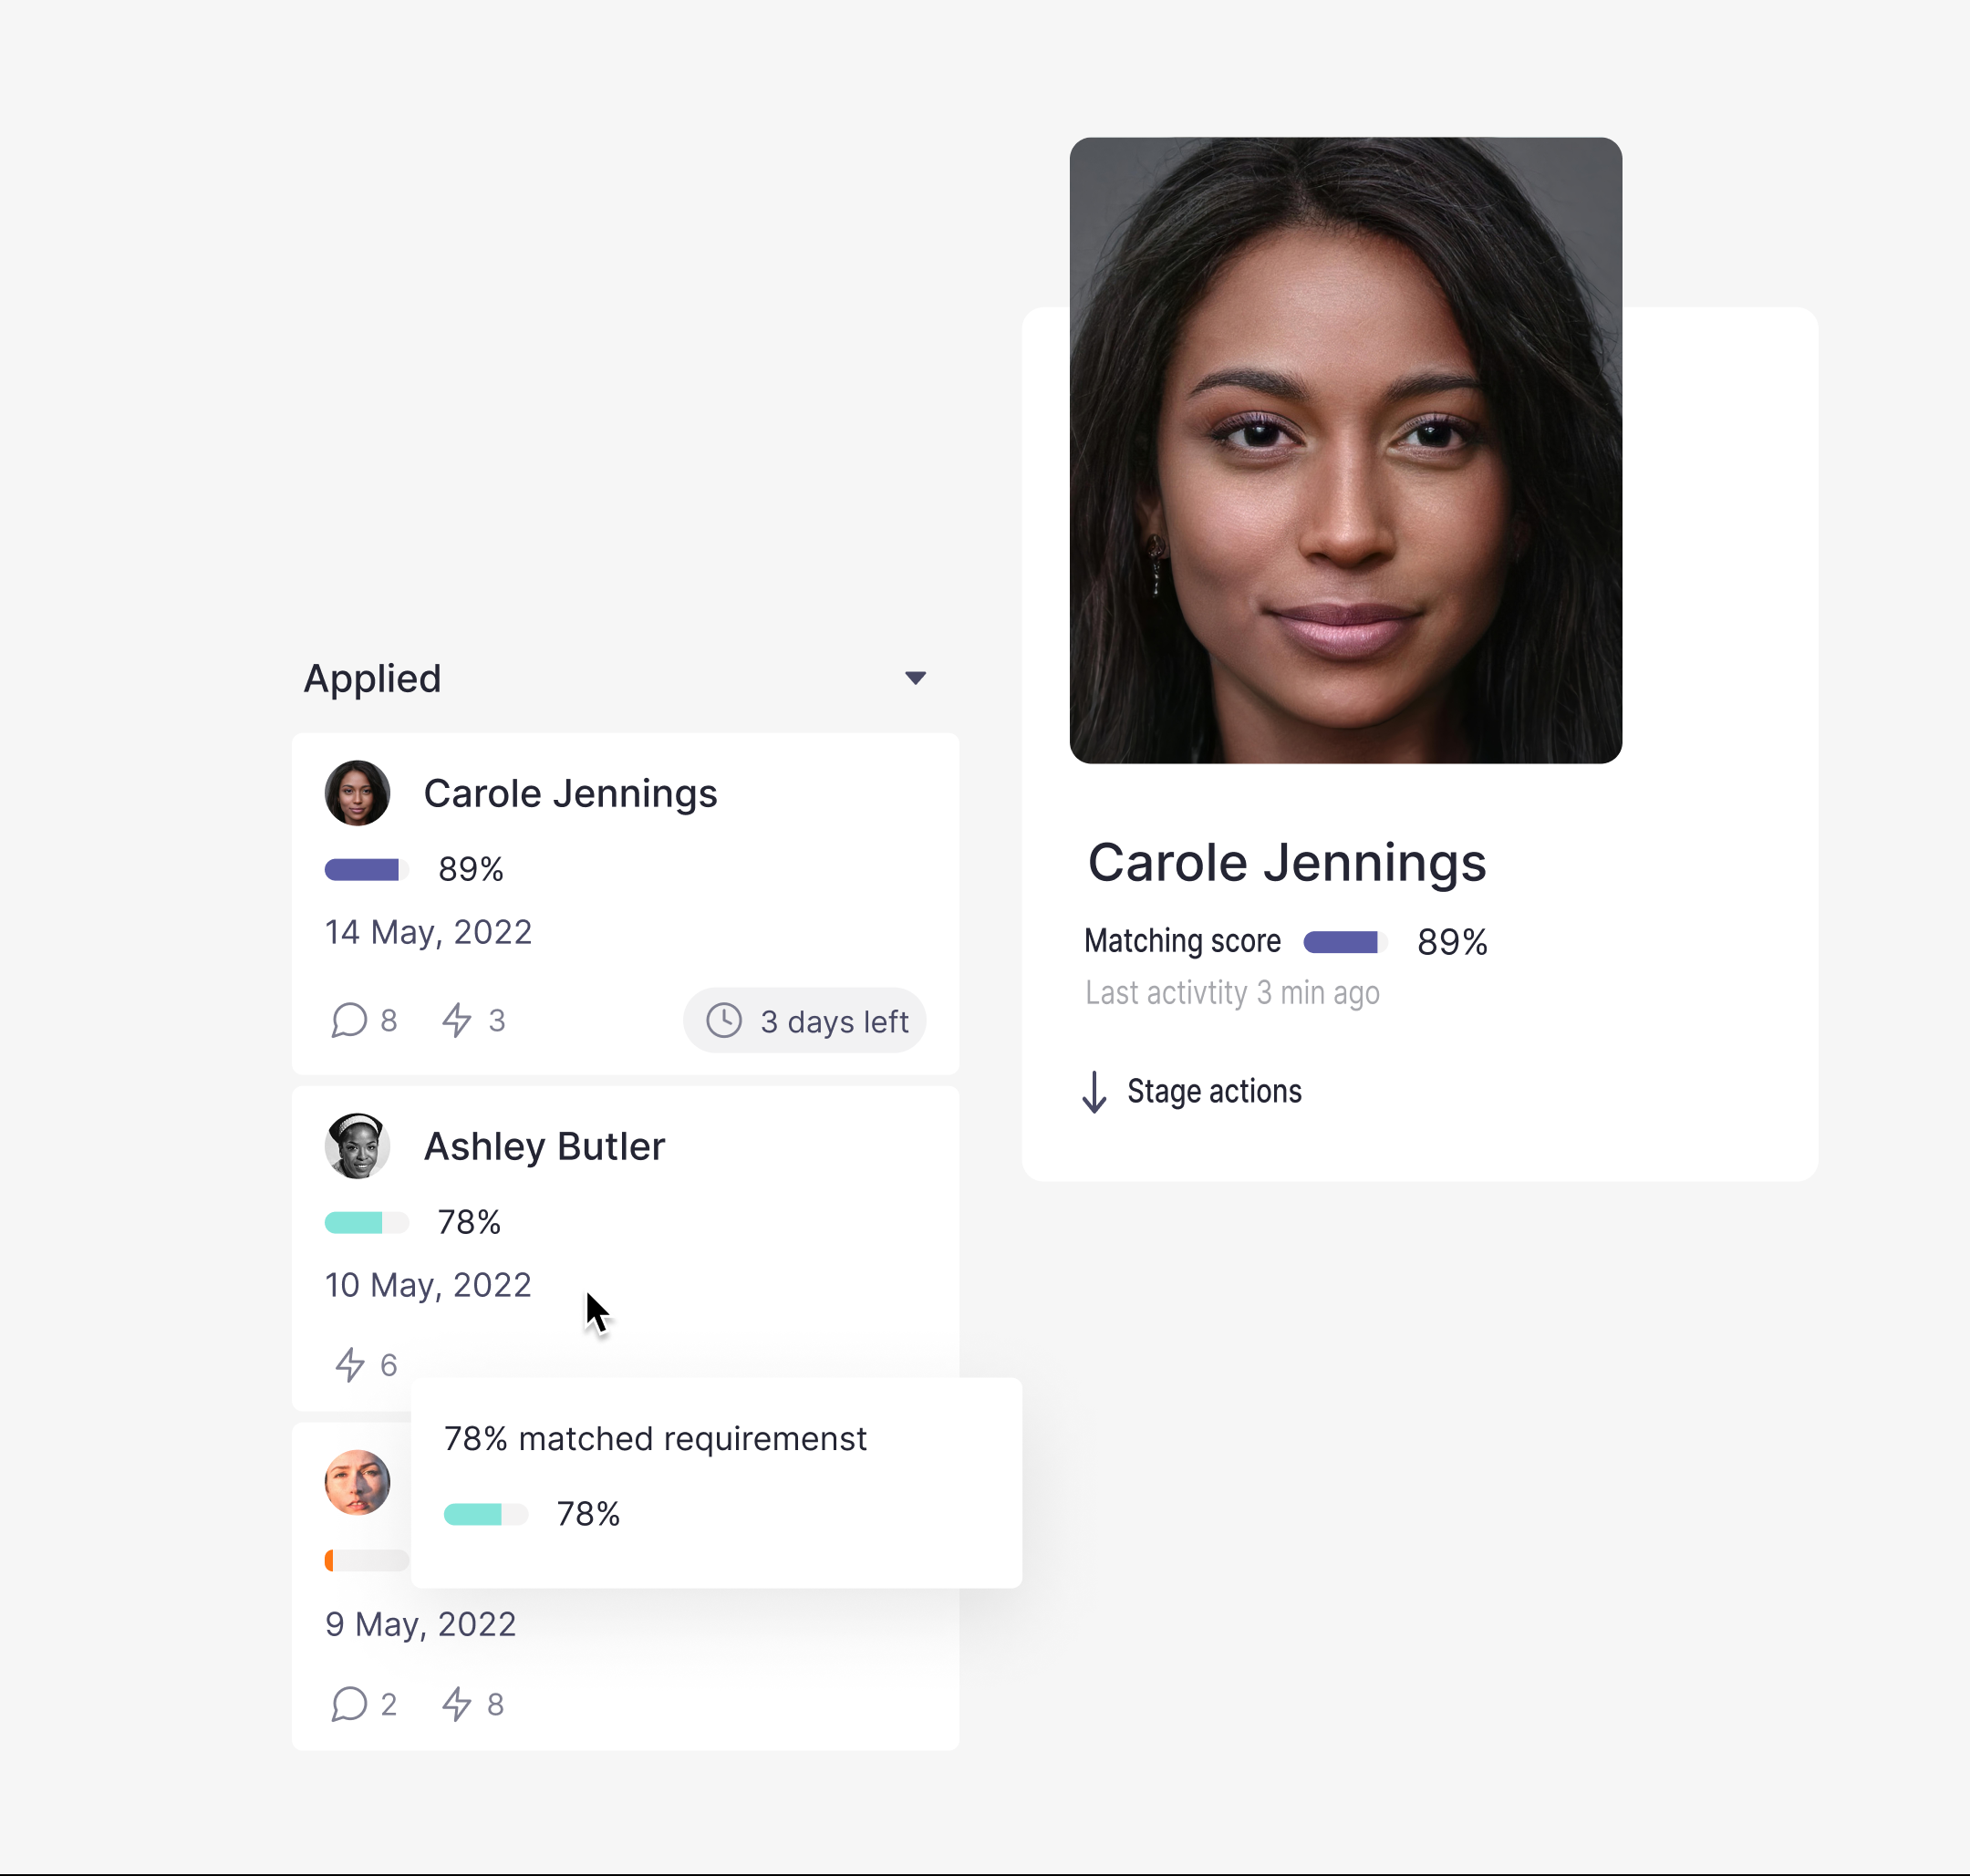 Applied
Carole Jennings
89%
14 May, 2022
8 3 3 days left
Ashley Butler
78%
10 May, 2022
6
78% matched requiremenst
78%
9 May, 2022
2 8
Carole Jennings
Matching score 89%
Last activtity 3 min ago
Stage actions